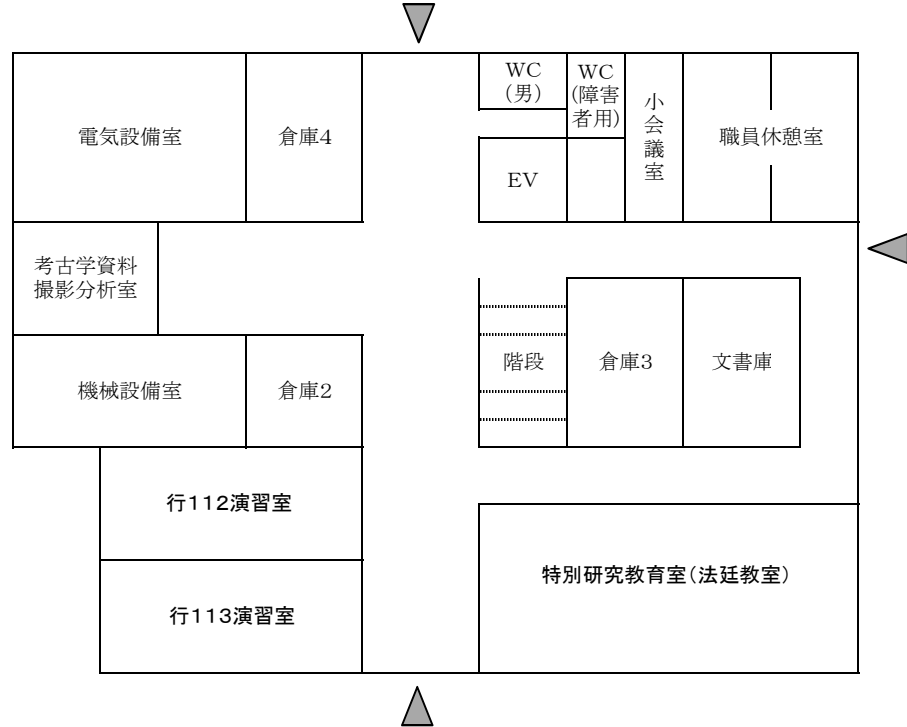 WC
(男)
WC
(障害
者用)
小
会
議
室
電気設備室
倉庫4
職員休憩室
EV
考古学資料
撮影分析室
階段
倉庫3
文書庫
機械設備室
倉庫2
行112演習室
特別研究教育室(法廷教室)
行113演習室